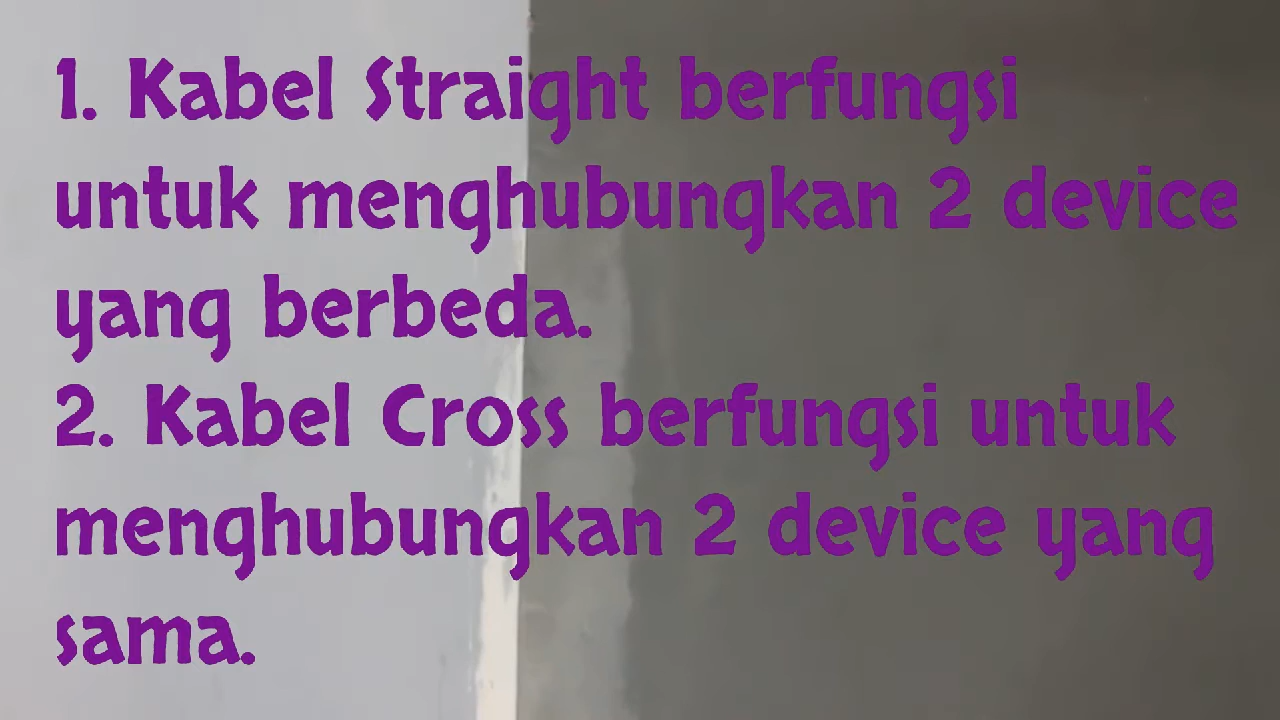 1. Kabel Straight berfungsi
untuk menghubungkan 2 device
yang berbeda.
2. Kabel Cross berfungsi untuk
menghubungkan 2 device yang
sama.